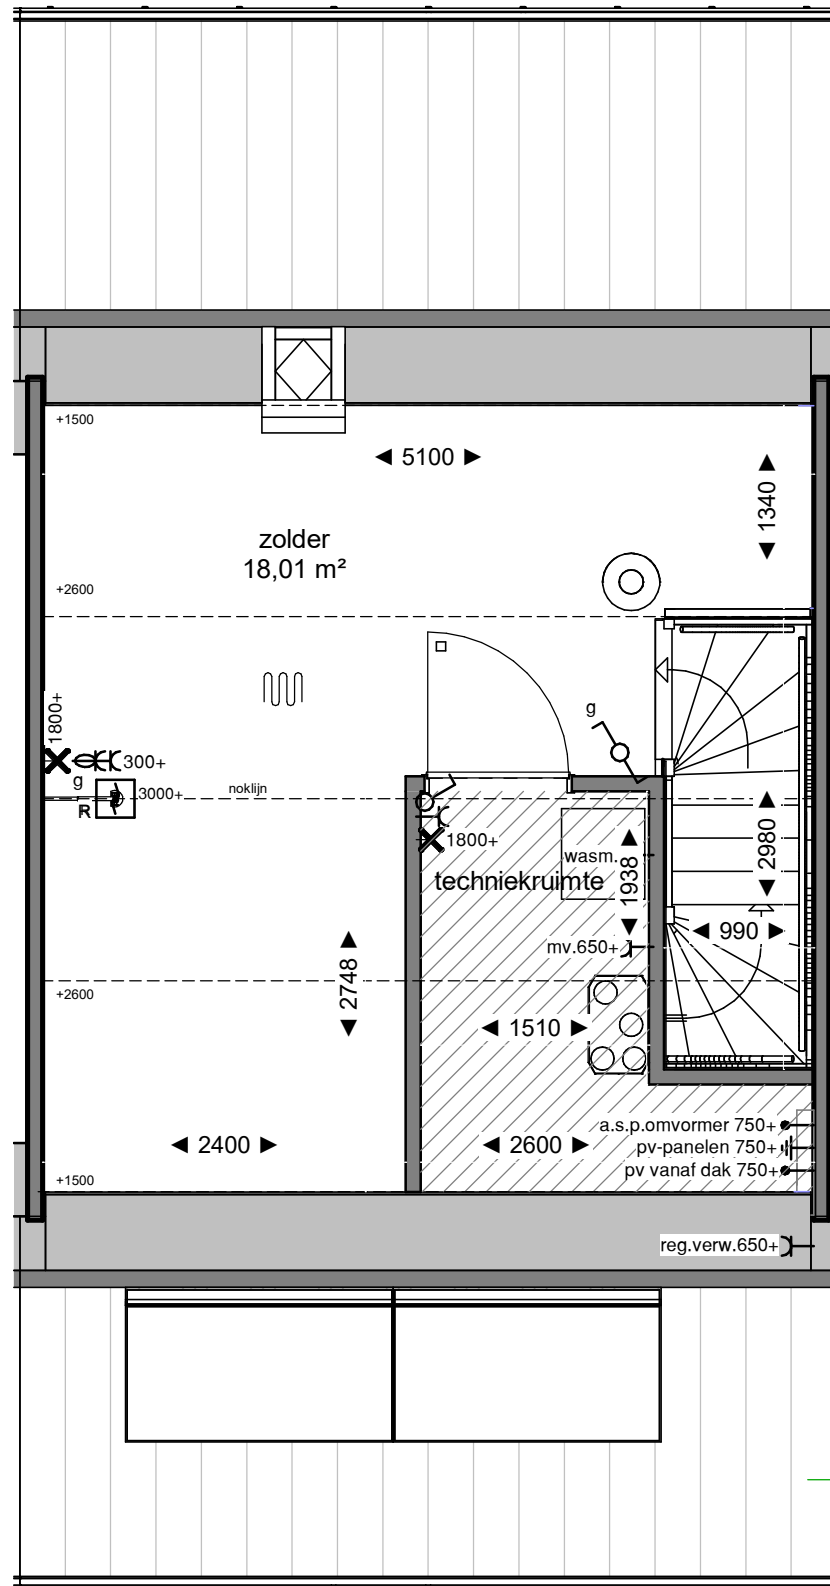 +1500
◄ 5100 ►
◄ 1340 ►
zolder
18,01 m²
+2600
g
1800+
300+
g
3000+
R
noklijn
1800+
wasm.
techniekruimte
◄ 1938 ►
◄ 2980 ►
◄ 990 ►
mv.650+
◄ 2748 ►
+2600
◄ 1510 ►
a.s.p.omvormer 750+
◄ 2400 ►
◄ 2600 ►
pv-panelen 750+
pv vanaf dak 750+
+1500
reg.verw.650+